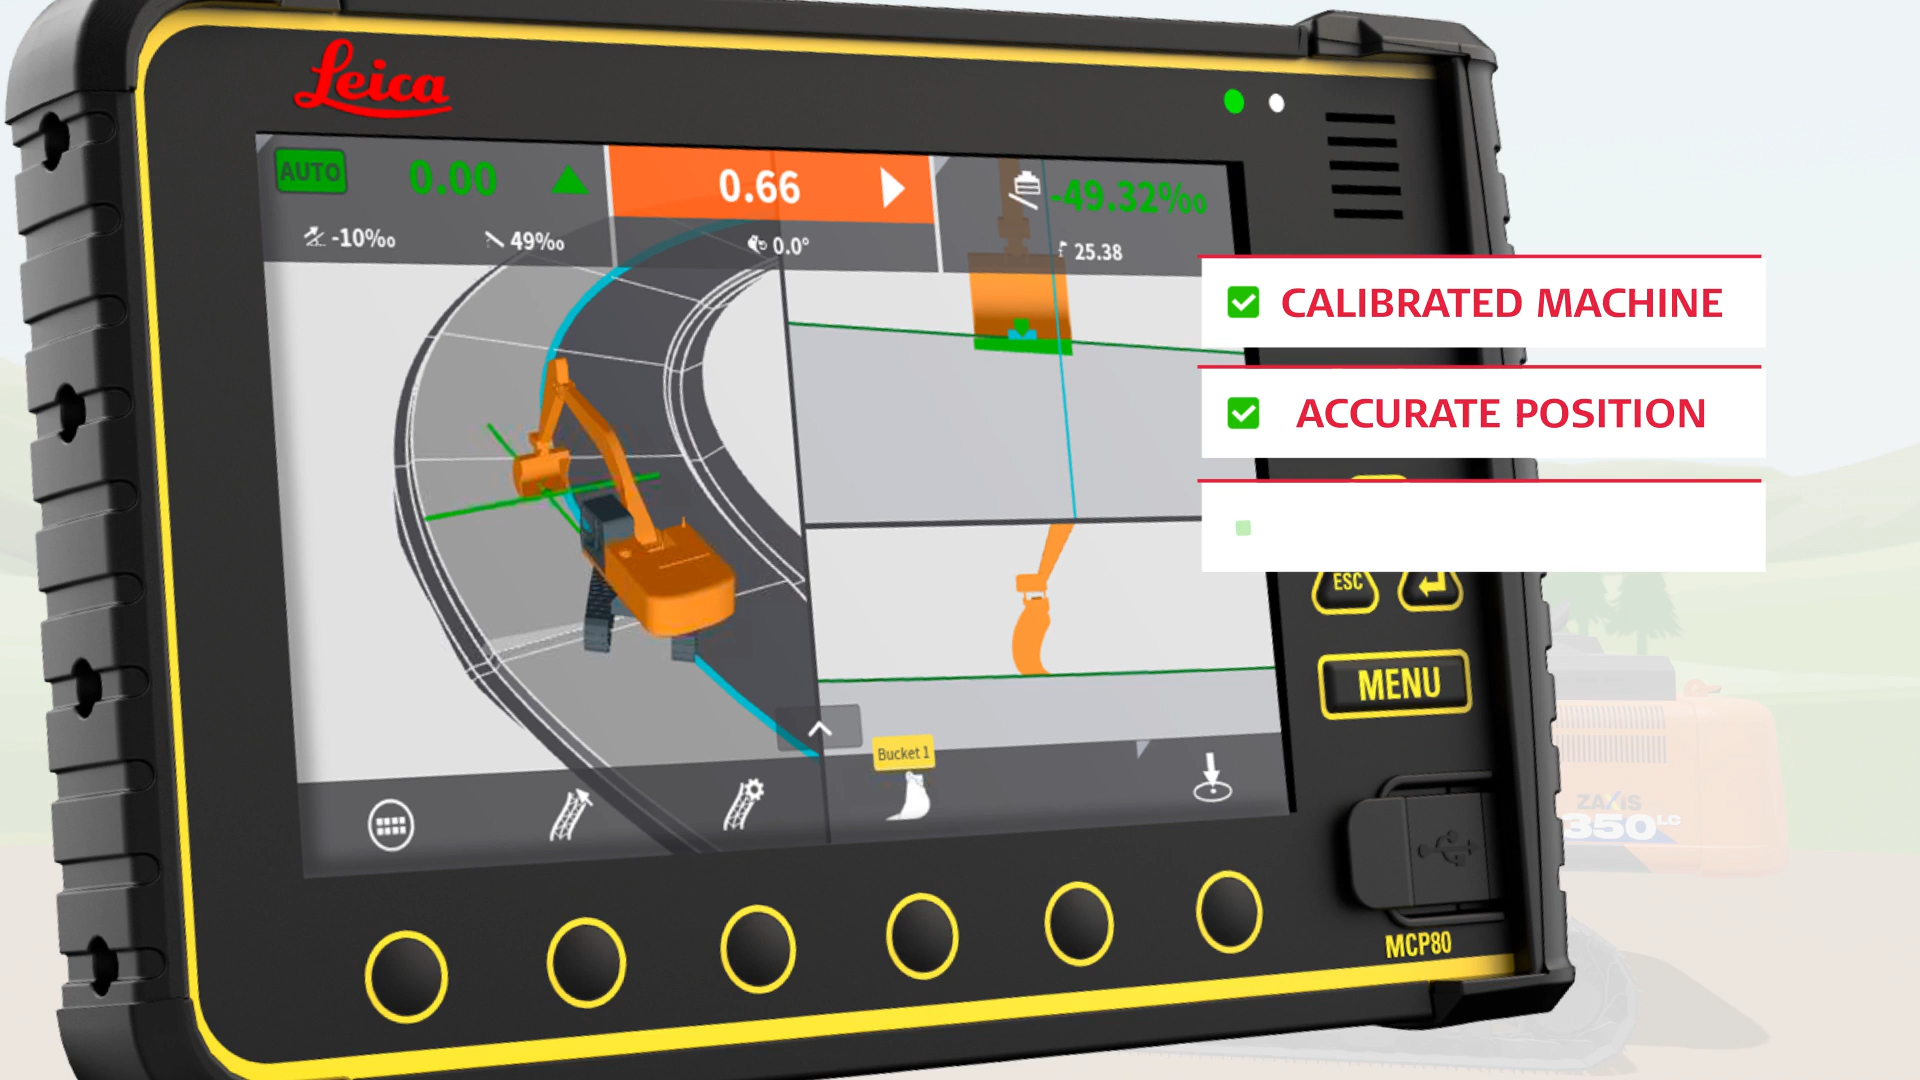 Leica
AUTO
0.00
0.66
-49.32‰
-10‰
49‰
0.0°
25.38
CALIBRATED MACHINE
ACCURATE POSITION
ESC
MENU
Bucket 1
ZAXIS
350LC
MCP80